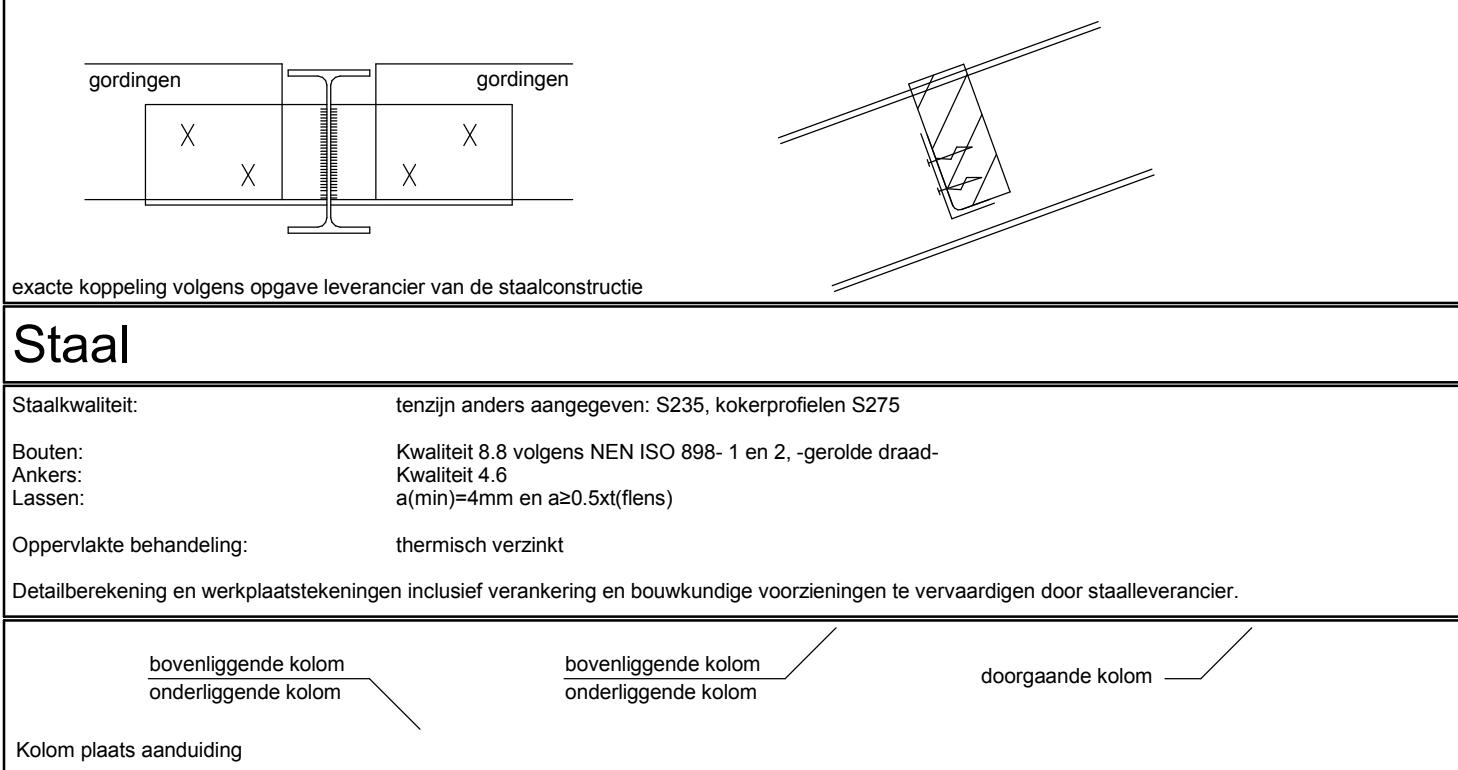 gordingen
gordingen
exacte koppeling volgens opgave leverancier van de staalconstructie
Staal
Staalkwaliteit: tenzijn anders aangegeven: S235, kokerprofielen S275
Bouten: Kwaliteit 8.8 volgens NEN ISO 898- 1 en 2, -gerolde draad-
Ankers: Kwaliteit 4.6
Lassen: a(min)=4mm en a≥0.5xt(flens)
Oppervlakte behandeling: thermisch verzinkt
Detailberekening en werkplaatstekeningen inclusief verankering en bouwkundige voorzieningen te vervaardigen door staalleverancier.
bovenliggende kolom
onderliggende kolom
bovenliggende kolom
onderliggende kolom
doorgaande kolom
Kolom plaats aanduiding